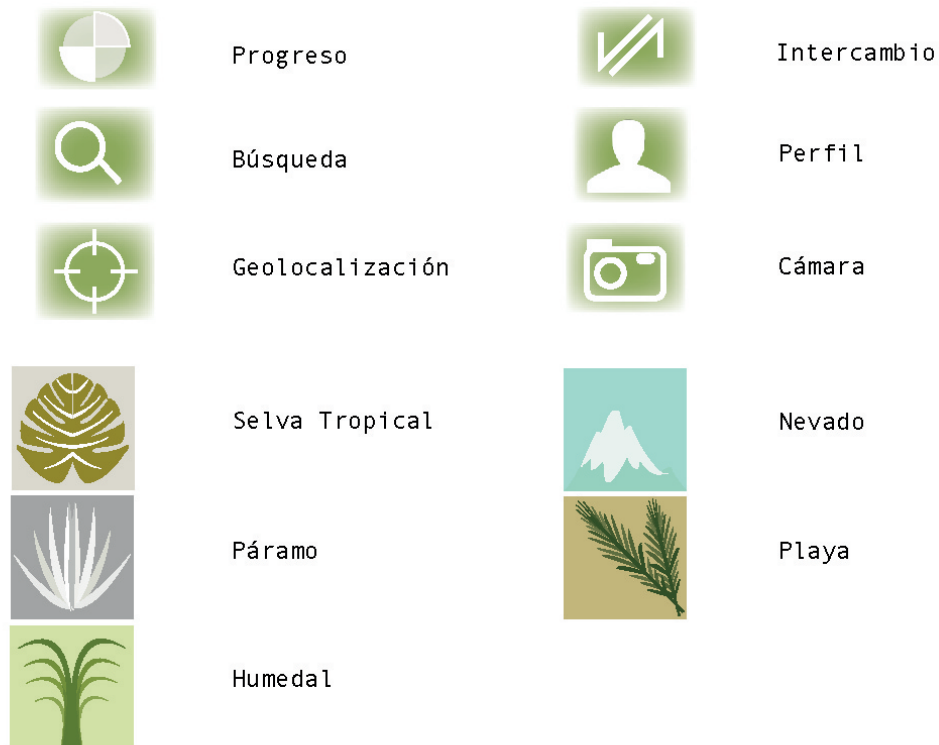 Progreso
Intercambio
Búsqueda
Perfil
Geolocalización
Cámara
Selva Tropical
Nevado
Páramo
Playa
Humedal